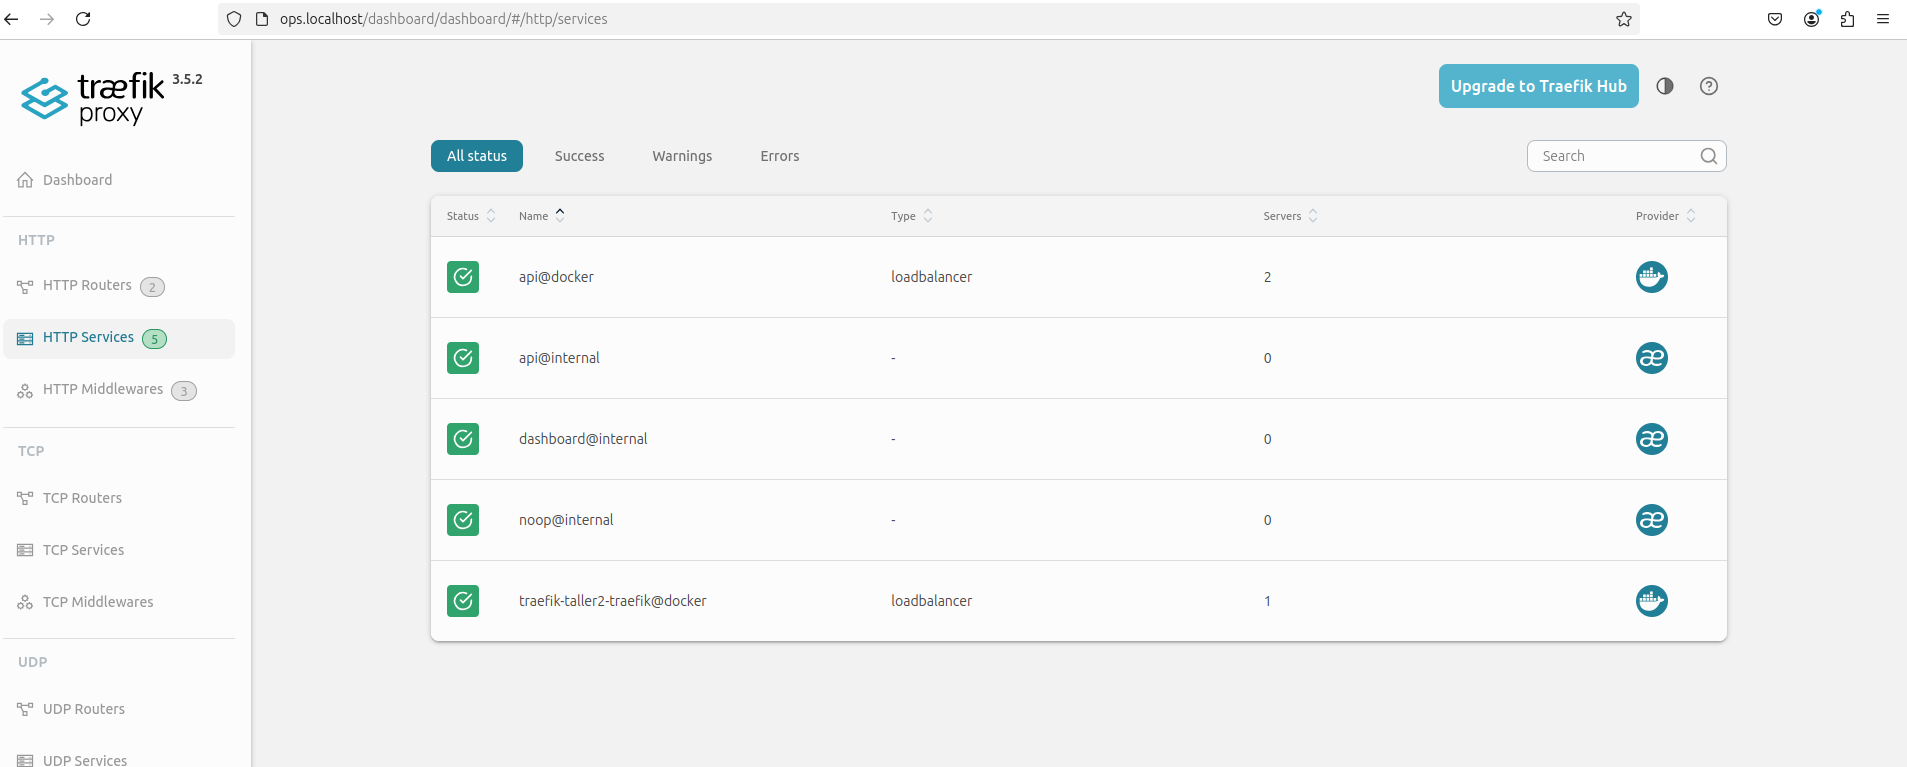 ops.localhost/dashboard/dashboard/#/http/services
træfik 3.5.2
proxy
Upgrade to Traefik Hub
Dashboard
HTTP
HTTP Routers 2
HTTP Services 5
HTTP Middlewares 3
TCP
TCP Routers
TCP Services
TCP Middlewares
UDP
UDP Routers
UDP Services
All status Success Warnings Errors Search
Status Name Type Servers Provider
api@docker loadbalancer 2
api@internal - 0 æ
dashboard@internal - 0 æ
noop@internal - 0 æ
traefik-taller2-traefik@docker loadbalancer 1